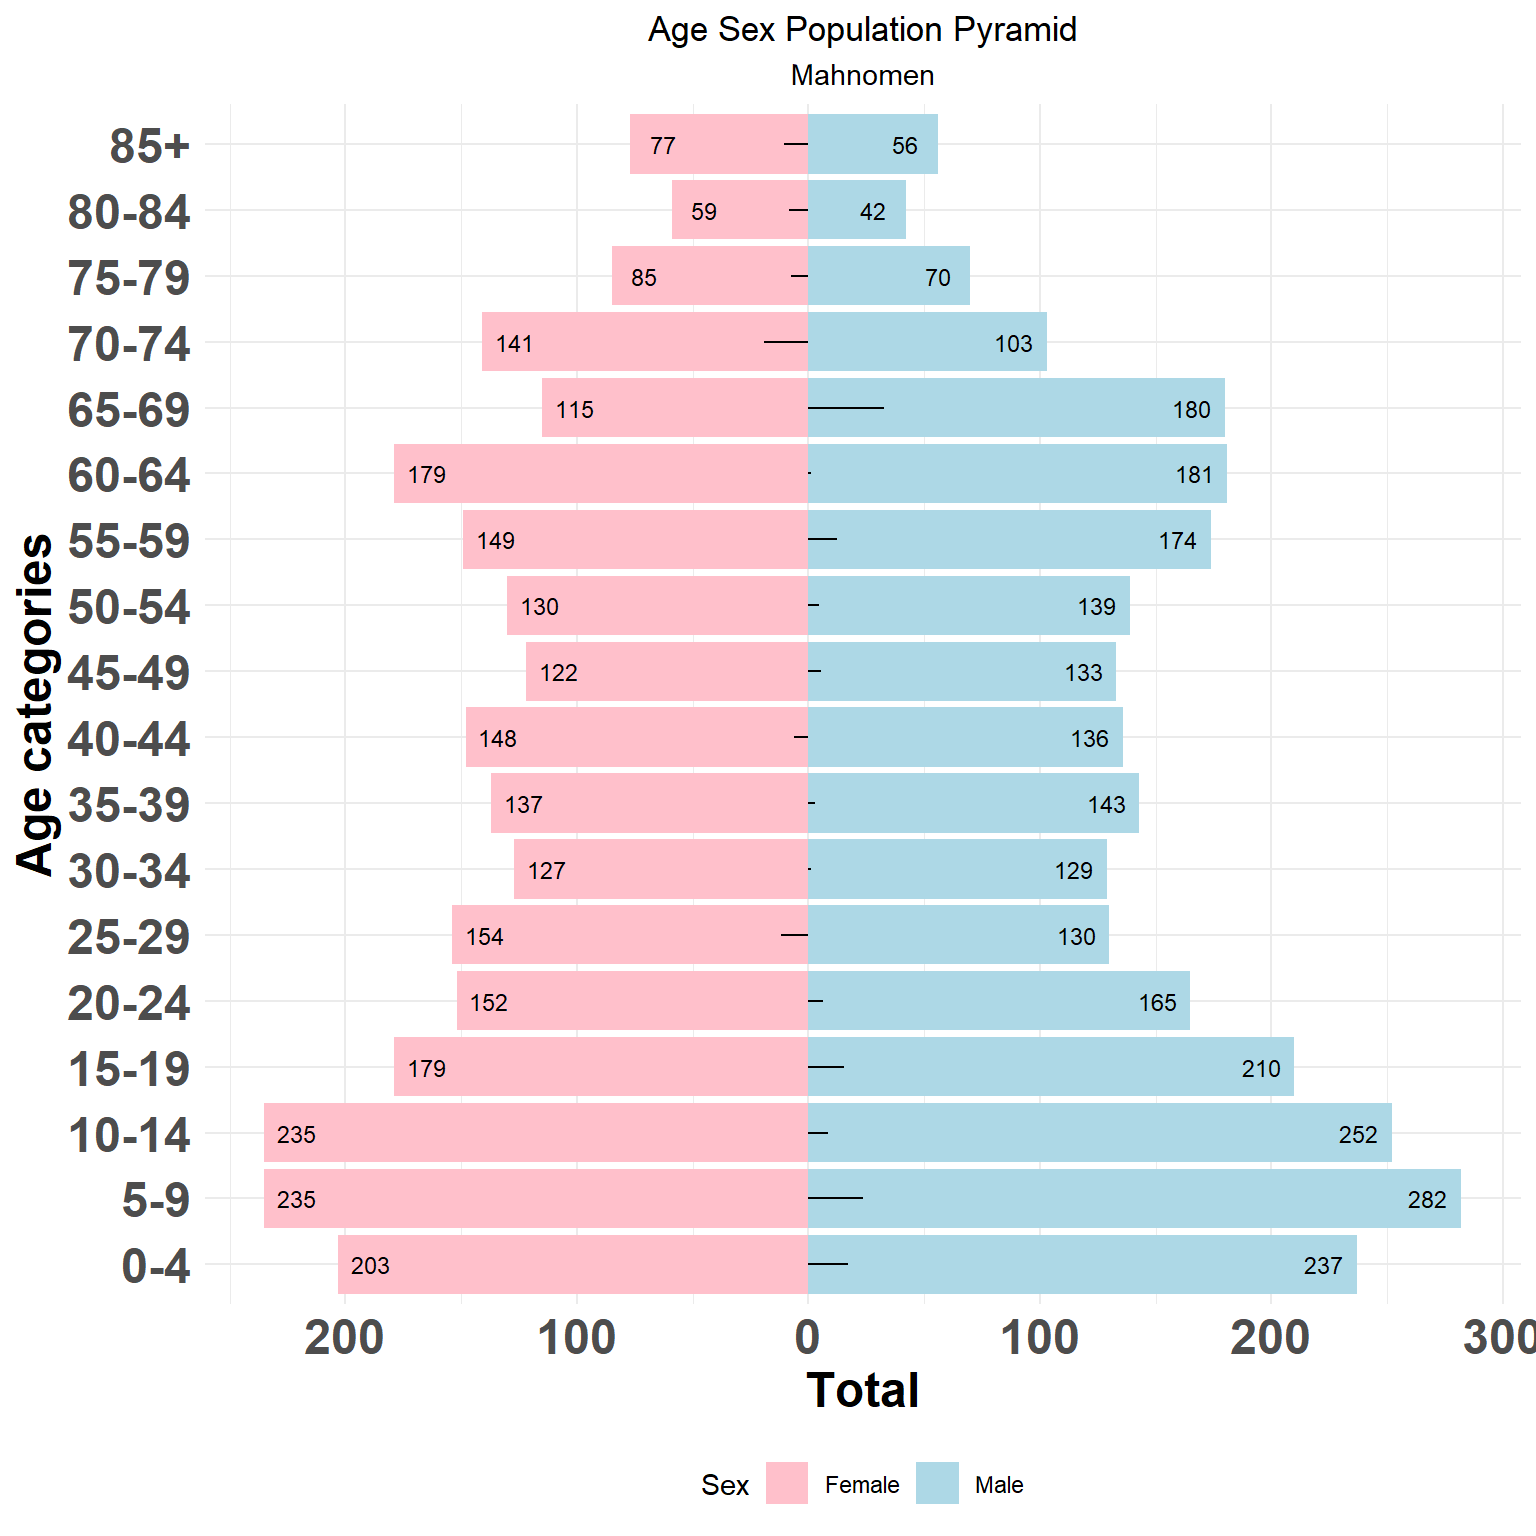 Age Sex Population Pyramid
Mahnomen
85+ 77 56
80-84 59 42
75-79 85 70
70-74 141 103
65-69 115 180
60-64 179 181
55-59 149 174
50-54 130 139
45-49 122 133
40-44 148 136
35-39 137 143
30-34 127 129
25-29 154 130
20-24 152 165
15-19 179 210
10-14 235 252
5-9 235 282
0-4 203 237
Age categories
200 100 0 100 200 300
Total
Sex Female Male